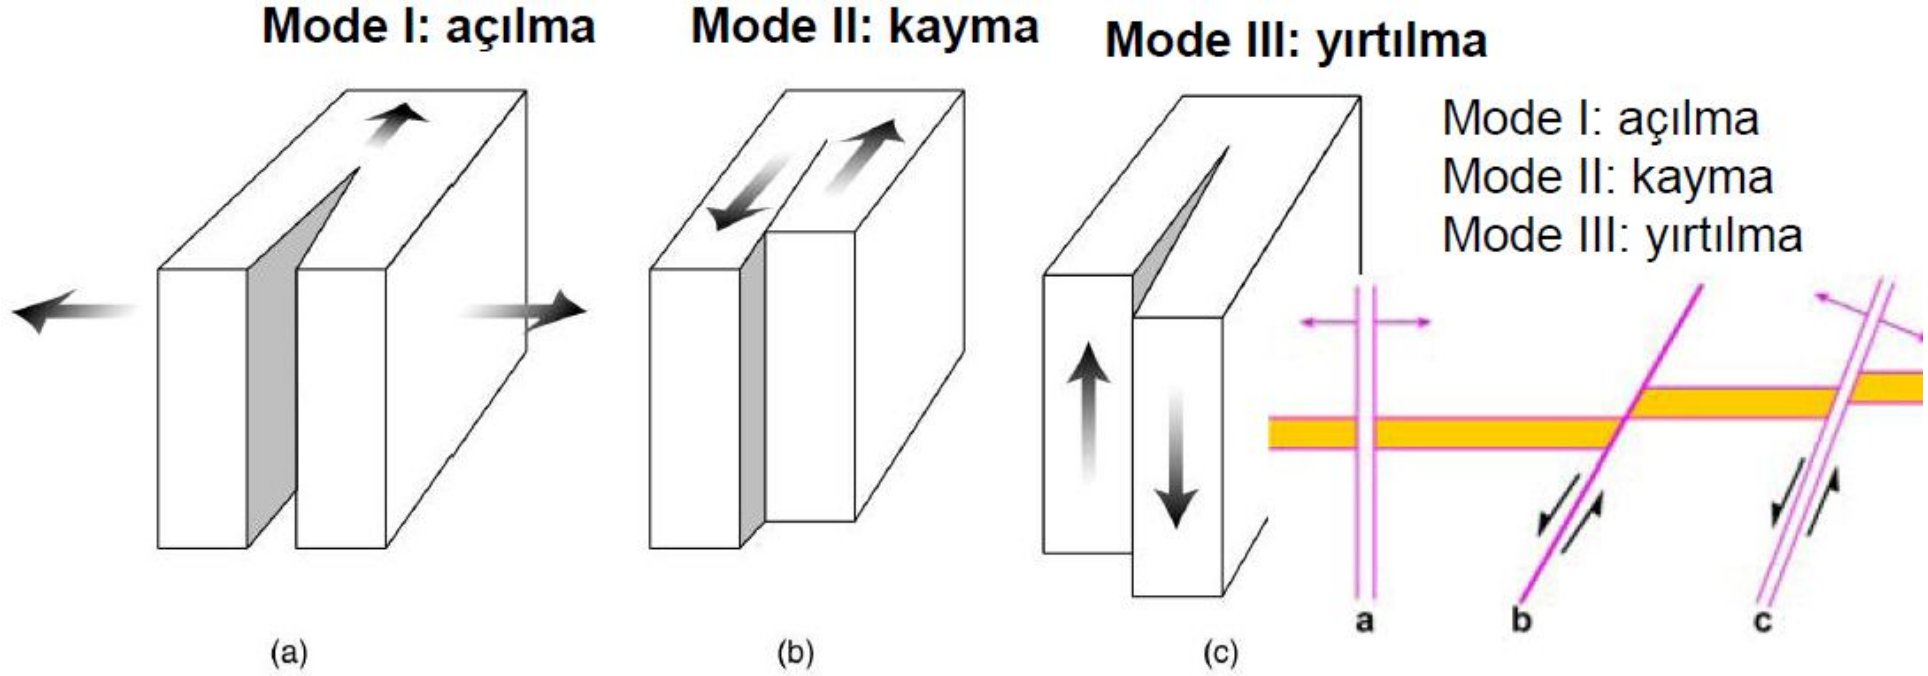 Mode I: açılma
Mode II: kayma
Mode III: yırtılma
Mode I: açılma
Mode II: kayma
Mode III: yırtılma
a
b
c
(a)
(b)
(c)